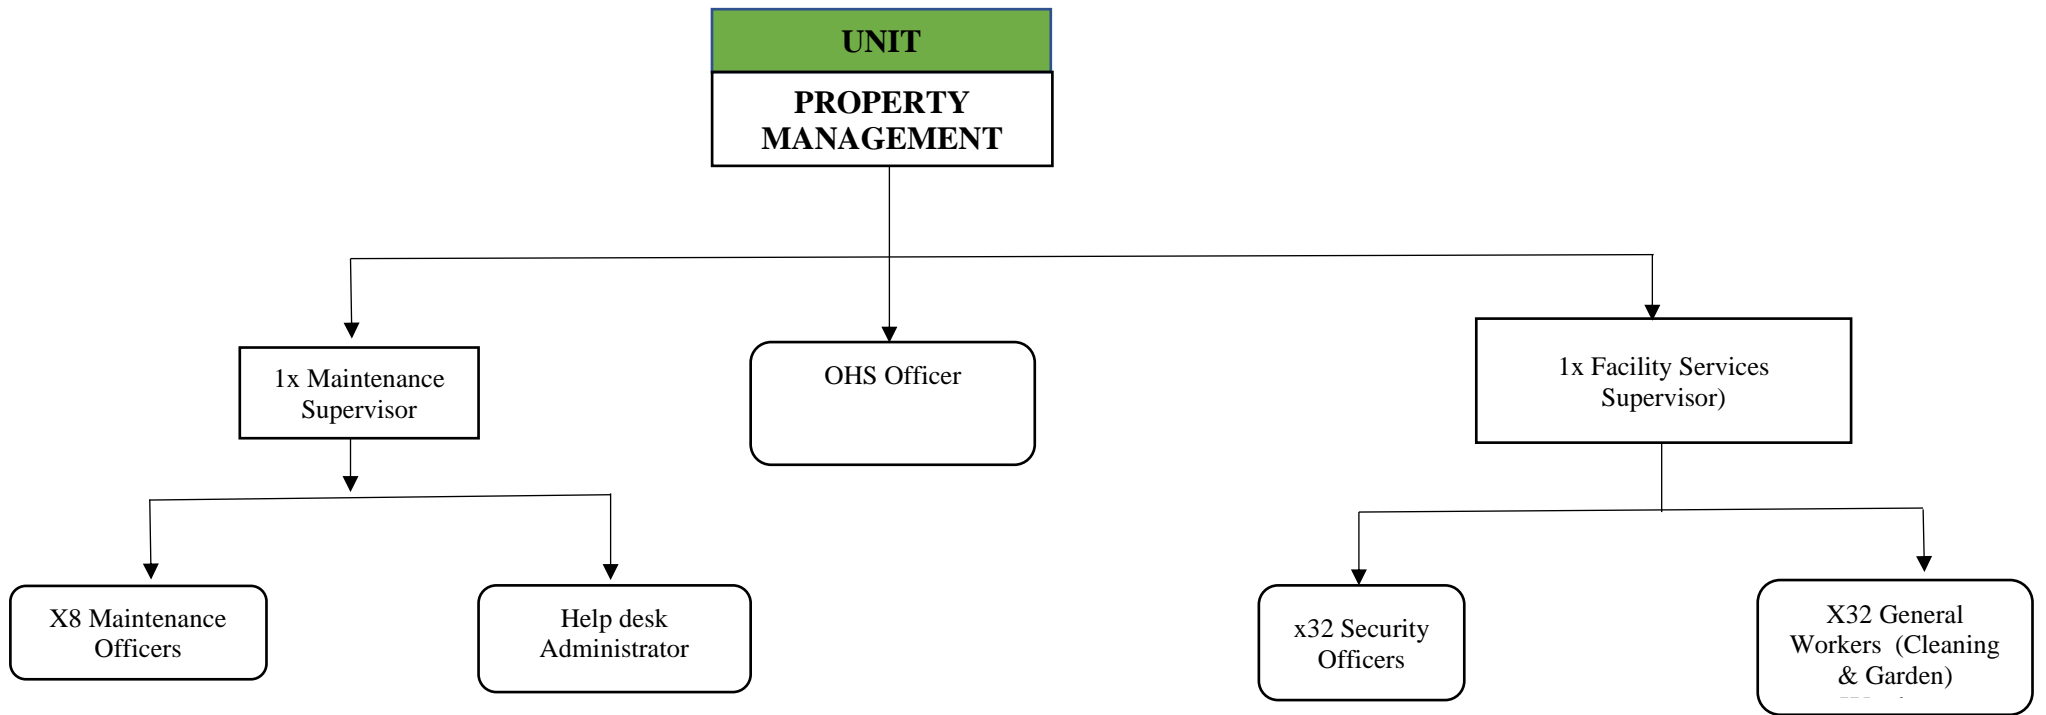 UNIT
PROPERTY
MANAGEMENT
1x Maintenance
Supervisor
OHS Officer
1x Facility Services
Supervisor)
X8 Maintenance
Officers
Help desk
Administrator
x32 Security
Officers
X32 General
Workers (Cleaning
& Garden)